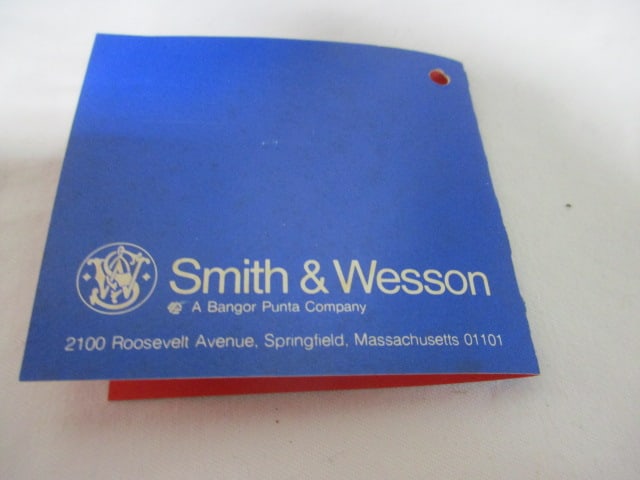 Smith & Wesson
A Bangor Punta Company
2100 Roosevelt Avenue, Springfield, Massachusetts 01101